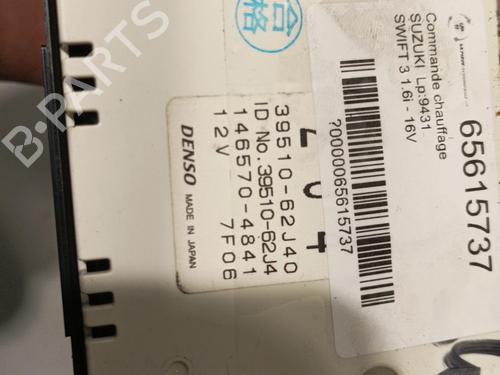 合格
39510-62J40
ID No.39510-62J4
146570-4841
12V 7F06
DENSO MADE IN JAPAN
65615737
Commande chauffage
SUZUKI Lp:9431
SWIFT 3 1.6i - 16V
?0000065615737
B-PARTS